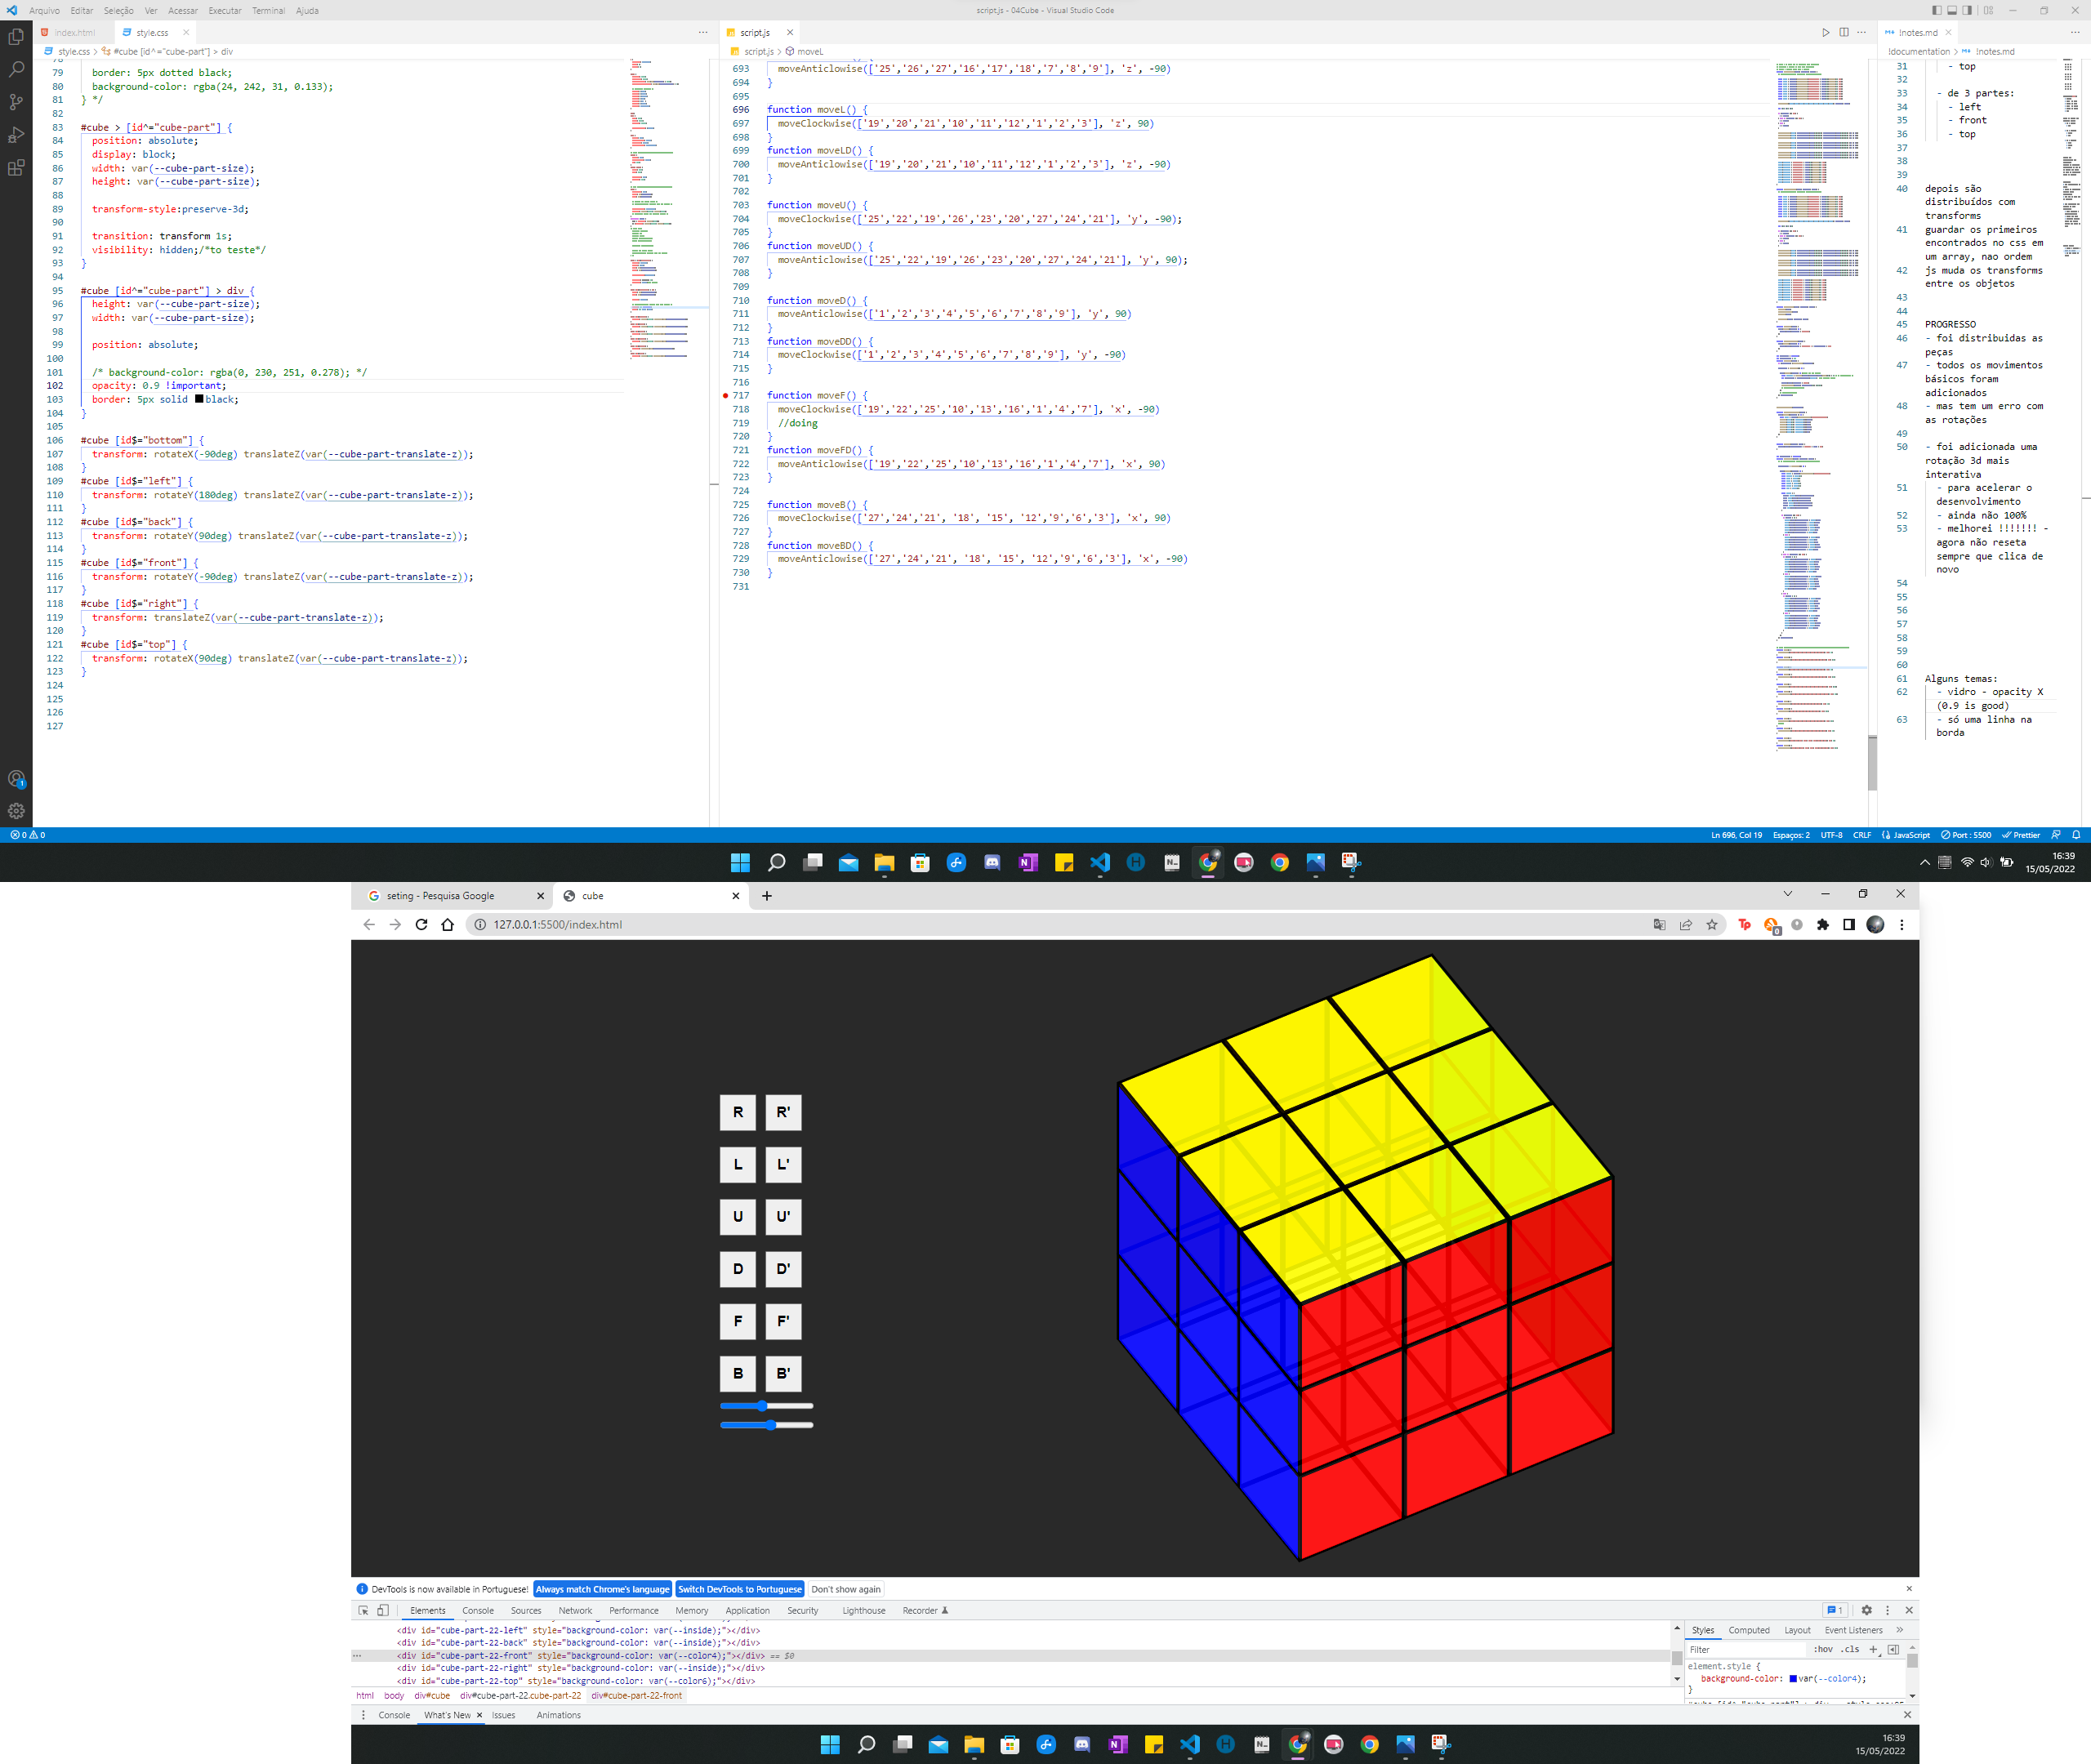 Arquivo Editar Seleção Ver Acessar Executar Terminal Ajuda
script.js - 04Cube - Visual Studio Code
index.html
style.css
style.css > #cube [id^="cube-part"] > div
79 border: 5px dotted black;
80 background-color: rgba(24, 242, 31, 0.133);
81 } */
82
83 #cube > [id^="cube-part"] {
84 position: absolute;
85 display: block;
86 width: var(--cube-part-size);
87 height: var(--cube-part-size);
88
89 transform-style:preserve-3d;
90
91 transition: transform 1s;
92 visibility: hidden;/*to teste*/
93 }
94
95 #cube [id^="cube-part"] > div {
96 height: var(--cube-part-size);
97 width: var(--cube-part-size);
98
99 position: absolute;
100
101 /* background-color: rgba(0, 230, 251, 0.278); */
102 opacity: 0.9 !important;
103 border: 5px solid black;
104 }
105
106 #cube [id$="bottom"] {
107 transform: rotateX(-90deg) translateZ(var(--cube-part-translate-z));
108 }
109 #cube [id$="left"] {
110 transform: rotateY(180deg) translateZ(var(--cube-part-translate-z));
111 }
112 #cube [id$="back"] {
113 transform: rotateY(90deg) translateZ(var(--cube-part-translate-z));
114 }
115 #cube [id$="front"] {
116 transform: rotateY(-90deg) translateZ(var(--cube-part-translate-z));
117 }
118 #cube [id$="right"] {
119 transform: translateZ(var(--cube-part-translate-z));
120 }
121 #cube [id$="top"] {
122 transform: rotateX(90deg) translateZ(var(--cube-part-translate-z));
123 }
124
125
126
127
script.js
script.js > moveL
693 moveAnticlowise(['25','26','27','16','17','18','7','8','9'], 'z', -90)
694 }
695
696 function moveL() {
697 moveClockwise(['19','20','21','10','11','12','1','2','3'], 'z', 90)
698 }
699 function moveLD() {
700 moveAnticlowise(['19','20','21','10','11','12','1','2','3'], 'z', -90)
701 }
702
703 function moveU() {
704 moveClockwise(['25','22','19','26','23','20','27','24','21'], 'y', -90);
705 }
706 function moveUD() {
707 moveAnticlowise(['25','22','19','26','23','20','27','24','21'], 'y', 90);
708 }
709
710 function moveD() {
711 moveAnticlowise(['1','2','3','4','5','6','7','8','9'], 'y', 90)
712 }
713 function moveDD() {
714 moveClockwise(['1','2','3','4','5','6','7','8','9'], 'y', -90)
715 }
716
717 function moveF() {
718 moveClockwise(['19','22','25','10','13','16','1','4','7'], 'x', -90)
719 //doing
720 }
721 function moveFD() {
722 moveAnticlowise(['19','22','25','10','13','16','1','4','7'], 'x', 90)
723 }
724
725 function moveB() {
726 moveClockwise(['27','24','21', '18', '15', '12','9','6','3'], 'x', 90)
727 }
728 function moveBD() {
729 moveAnticlowise(['27','24','21', '18', '15', '12','9','6','3'], 'x', -90)
730 }
731
!notes.md
!documentation > !notes.md
31 - top
32
33 - de 3 partes:
34 - left
35 - front
36 - top
37
38
39
40 depois são
distribuídos com
transforms
41 guardar os primeiros
encontrados no css em
um array, nao ordem
42 js muda os transforms
entre os objetos
43
44
45 PROGRESSO
46 - foi distribuidas as
peças
47 - todos os movimentos
básicos foram
adicionados
48 - mas tem um erro com
as rotações
49
50 - foi adicionada uma
rotação 3d mais
interativa
51 - para acelerar o
desenvolvimento
52 - ainda não 100%
53 - melhorei !!!!!!! -
agora não reseta
sempre que clica de
novo
54
55
56
57
58
59
60
61 Alguns temas:
62 - vidro - opacity X
(0.9 is good)
63 - só uma linha na
borda
0 0
Ln 696, Col 19 Espaços: 2 UTF-8 CRLF JavaScript Port : 5500 Prettier
16:39
15/05/2022
seting - Pesquisa Google
cube
127.0.0.1:5500/index.html
R R'
L L'
U U'
D D'
F F'
B B'
DevTools is now available in Portuguese! Always match Chrome's language Switch DevTools to Portuguese Don't show again
Elements Console Sources Network Performance Memory Application Security Lighthouse Recorder 1
<div id="cube-part-22-left" style="background-color: var(--inside);"></div>
<div id="cube-part-22-back" style="background-color: var(--inside);"></div>
<div id="cube-part-22-front" style="background-color: var(--color4);"></div> == $0
<div id="cube-part-22-right" style="background-color: var(--inside);"></div>
<div id="cube-part-22-top" style="background-color: var(--color6);"></div>
html body div#cube div#cube-part-22.cube-part-22 div#cube-part-22-front
Styles Computed Layout Event Listeners
Filter :hov .cls
element.style {
background-color: var(--color4);
}
Console What's New Issues Animations
16:39
15/05/2022